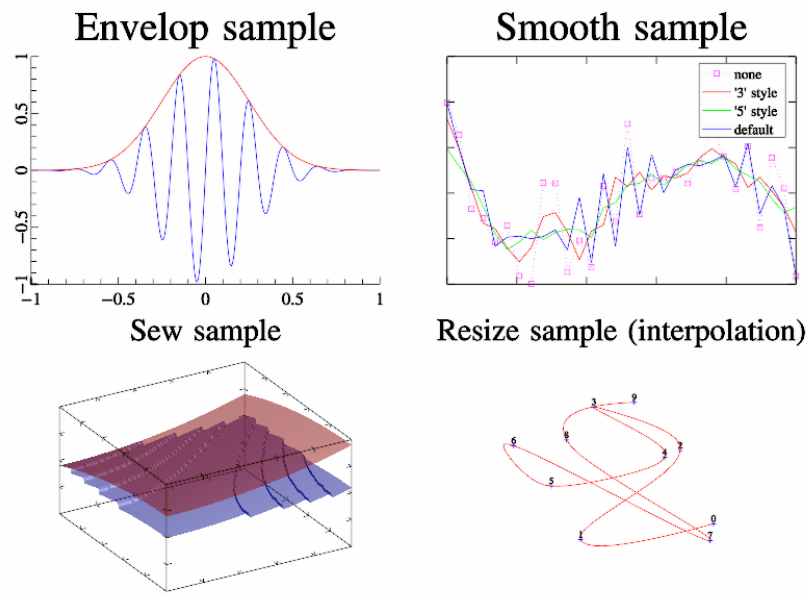 Envelop sample
Smooth sample
none
'3' style
'5' style
default
1
0.5
0
−0.5
−1
−1
−0.5
0
0.5
1
Sew sample
Resize sample (interpolation)
9
3
8
2
6
4
5
0
1
7